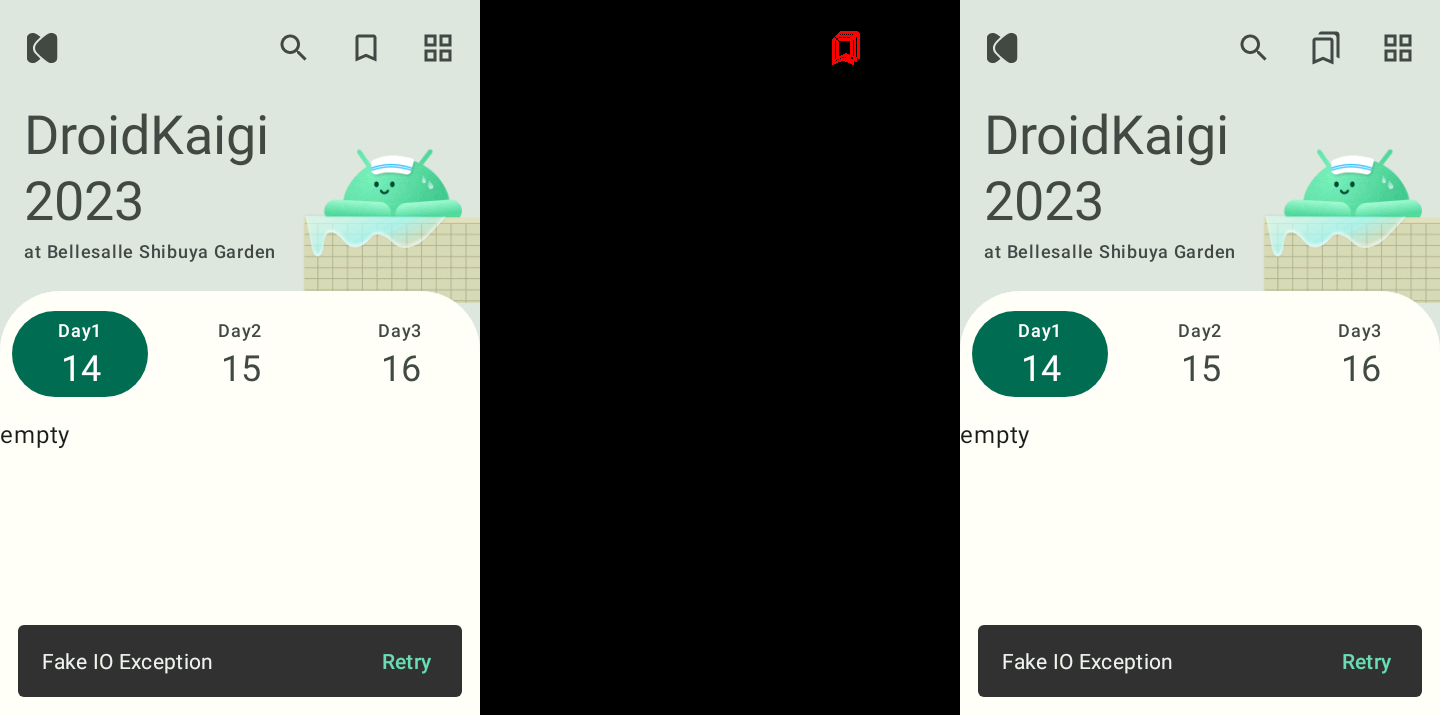 DroidKaigi
2023
at Bellesalle Shibuya Garden
Day1
14
Day2
15
Day3
16
empty
Fake IO Exception
Retry
DroidKaigi
2023
at Bellesalle Shibuya Garden
Day1
14
Day2
15
Day3
16
empty
Fake IO Exception
Retry